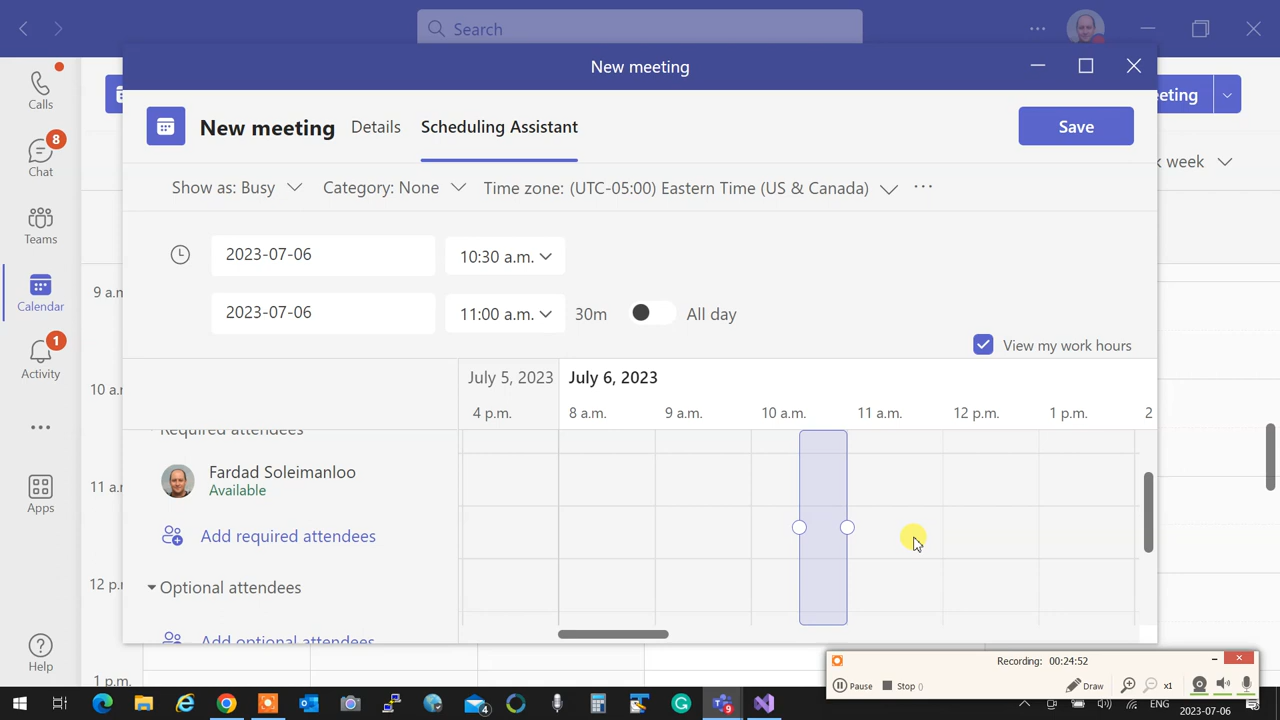 Search
New meeting
Calls
eting
New meeting
Details
Scheduling Assistant
Save
8
Chat
k week
Show as: Busy
Category: None
Time zone: (UTC-05:00) Eastern Time (US & Canada)
Teams
2023-07-06
10:30 a.m.
9 a.m
Calendar
2023-07-06
11:00 a.m.
30m
All day
1
View my work hours
Activity
July 5, 2023
July 6, 2023
10 a.
4 p.m.
8 a.m.
9 a.m.
10 a.m.
11 a.m.
12 p.m.
1 p.m.
2
Required attendees
Fardad Soleimanloo
Available
11 a.
Apps
Add required attendees
12 p.
Optional attendees
Add optional attendees
Help
Recording: 00:24:52
1 p.m.
Pause
Stop ()
Draw
x1
4
9
ENG
12:00
2023-07-06